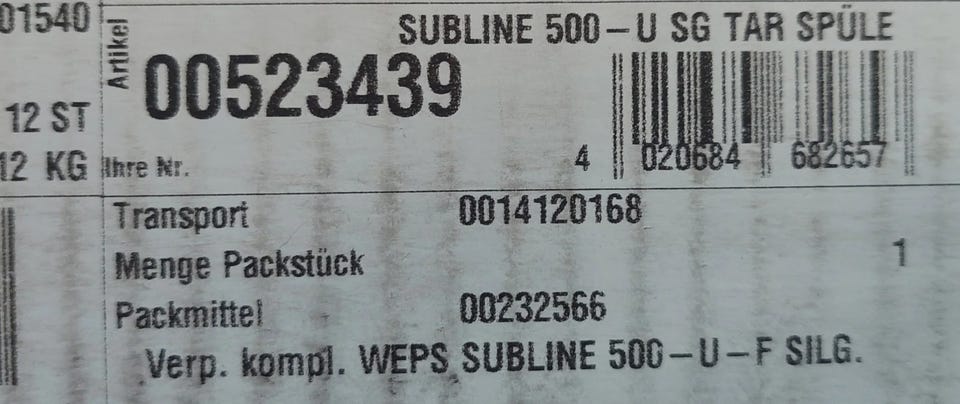 01540
Artikel
SUBLINE 500-U SG TAR SPÜLE
00523439
12 ST
12 KG
Ihre Nr.
4 020684 682657
Transport 0014120168
Menge Packstück 1
Packmittel 00232566
Verp. kompl. WEPS SUBLINE 500-U-F SILG.